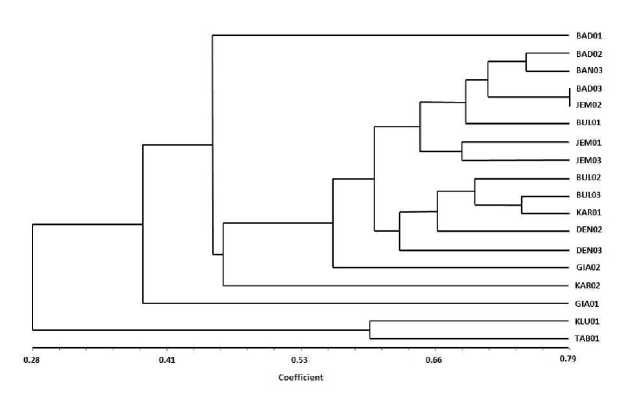 BAD01
BAD02
BAN03
BAD03
JEM02
BUL01
JEM01
JEM03
BUL02
BUL03
KAR01
DEN02
DEN03
GIA02
KAR02
GIA01
KLU01
TAB01
0.28 0.41 0.53 0.66 0.79
Coefficient